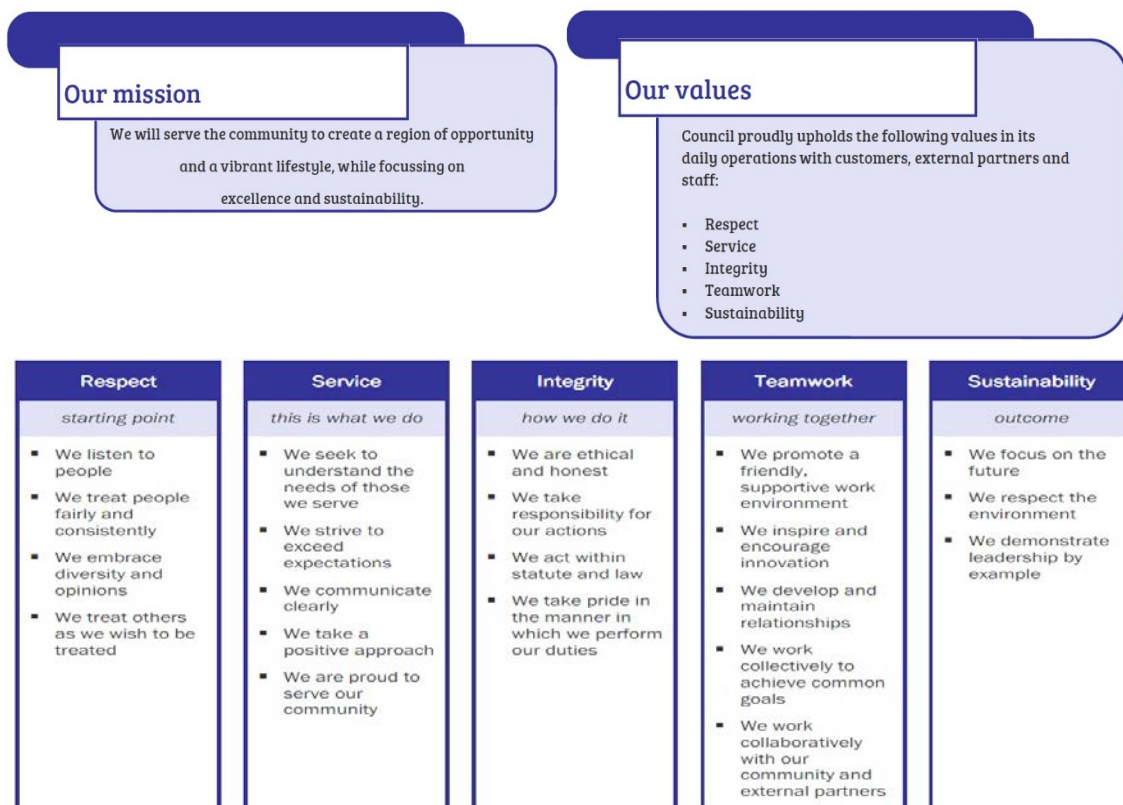 Our mission
We will serve the community to create a region of opportunity
and a vibrant lifestyle, while focussing on
excellence and sustainability.
Our values
Council proudly upholds the following values in its
daily operations with customers, external partners and
staff:
▪ Respect
▪ Service
▪ Integrity
▪ Teamwork
▪ Sustainability
Respect
starting point
▪ We listen to
people
▪ We treat people
fairly and
consistently
▪ We embrace
diversity and
opinions
▪ We treat others
as we wish to be
treated
Service
this is what we do
▪ We seek to
understand the
needs of those
we serve
▪ We strive to
exceed
expectations
▪ We communicate
clearly
▪ We take a
positive approach
▪ We are proud to
serve our
community
Integrity
how we do it
▪ We are ethical
and honest
▪ We take
responsibility for
our actions
▪ We act within
statute and law
▪ We take pride in
the manner in
which we perform
our duties
Teamwork
working together
▪ We promote a
friendly,
supportive work
environment
▪ We inspire and
encourage
innovation
▪ We develop and
maintain
relationships
▪ We work
collectively to
achieve common
goals
▪ We work
collaboratively
with our
community and
external partners
Sustainability
outcome
▪ We focus on the
future
▪ We respect the
environment
▪ We demonstrate
leadership by
example